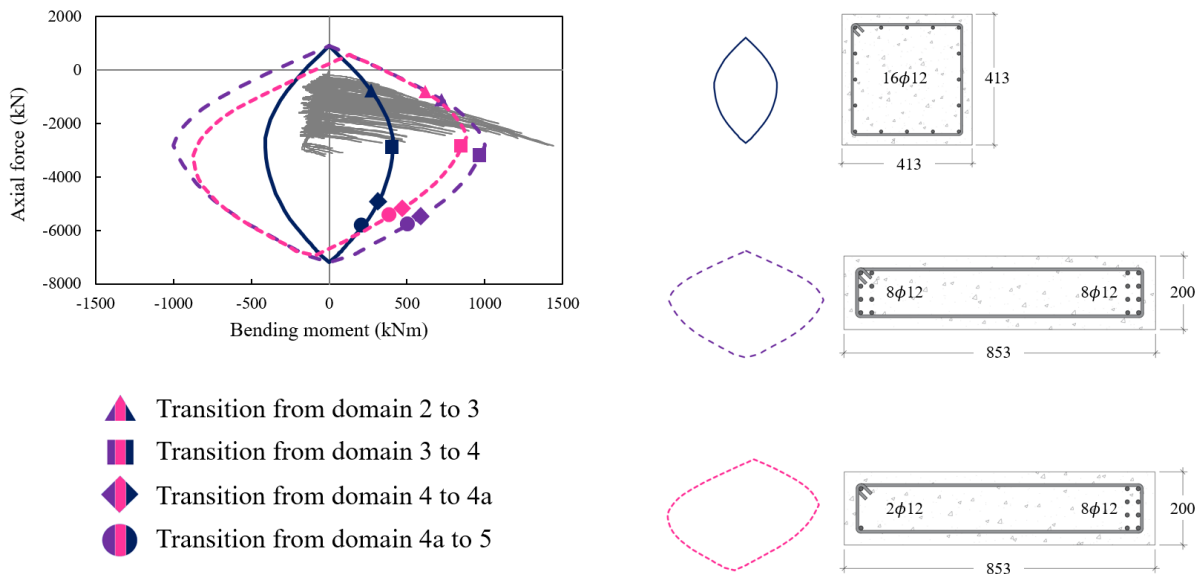 2000
0
-2000
-4000
-6000
-8000
Axial force (kN)
-1500
-1000
-500
0
500
1000
1500
Bending moment (kNm)
Transition from domain 2 to 3
Transition from domain 3 to 4
Transition from domain 4 to 4a
Transition from domain 4a to 5
16ϕ12
413
413
8ϕ12
8ϕ12
200
853
2ϕ12
8ϕ12
200
853